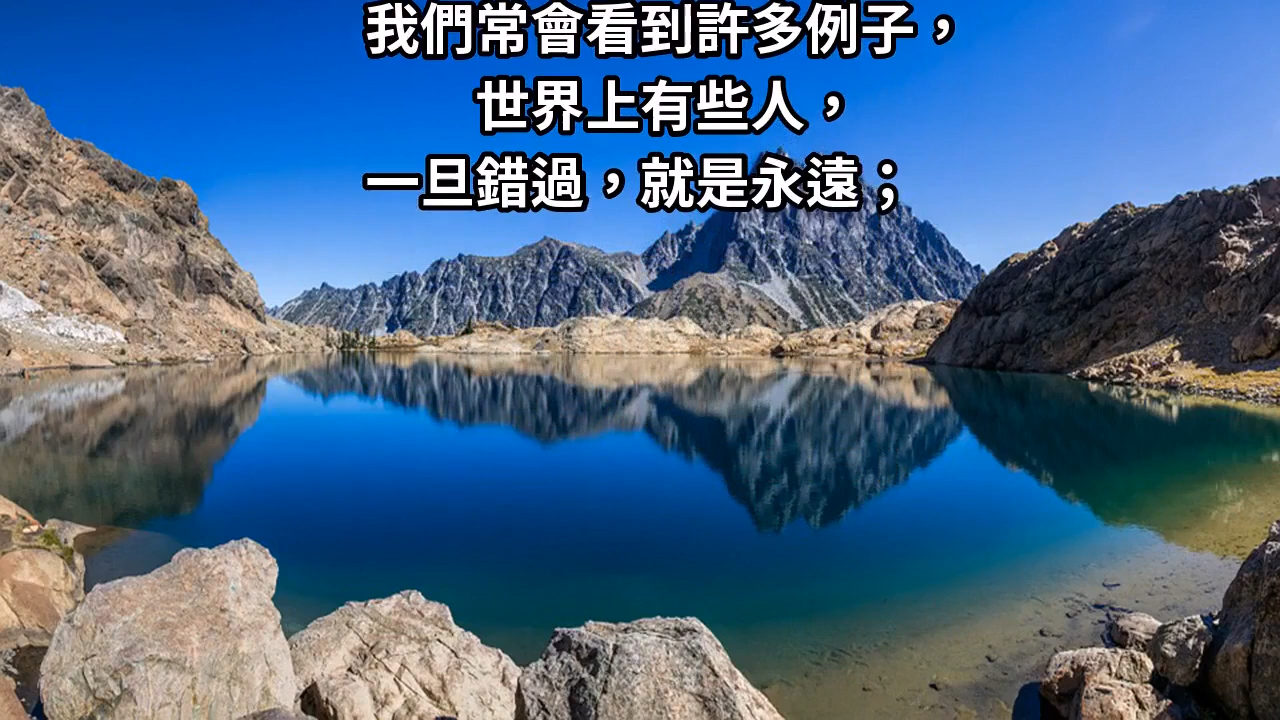 我們常會看到許多例子，
世界上有些人，
一旦錯過，就是永遠；